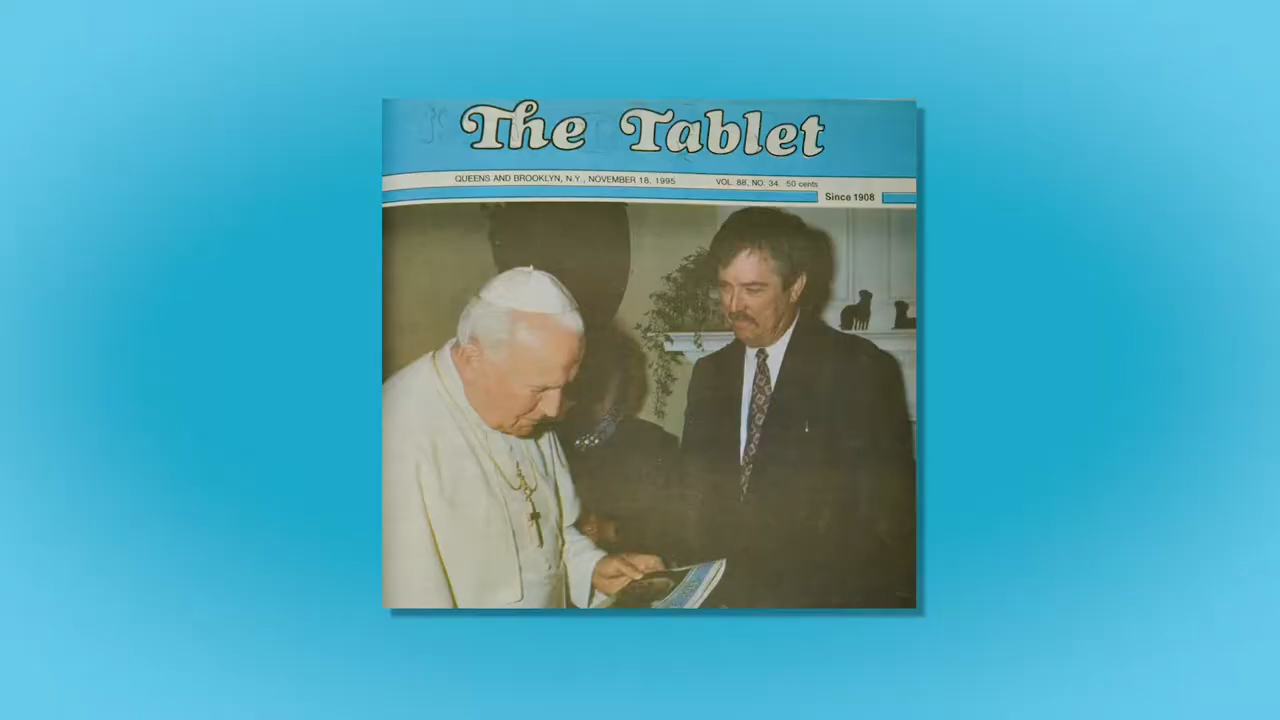 The Tablet
QUEENS AND BROOKLYN, N.Y., NOVEMBER 18, 1995 VOL. 88, NO. 34 50 cents
Since 1908